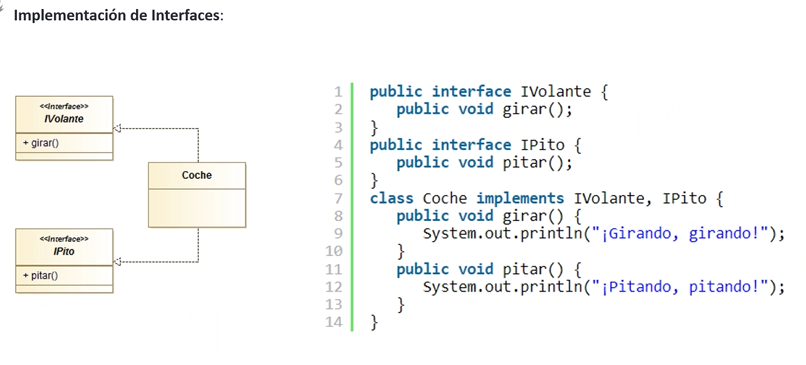 Implementación de Interfaces:
<<Interface>>
IVolante
+ girar()
Coche
<<Interface>>
IPito
+ pitar()
1 public interface IVolante {
2 public void girar();
3 }
4 public interface IPito {
5 public void pitar();
6 }
7 class Coche implements IVolante, IPito {
8 public void girar() {
9 System.out.println("¡Girando, girando!");
10 }
11 public void pitar() {
12 System.out.println("¡Pitando, pitando!");
13 }
14 }